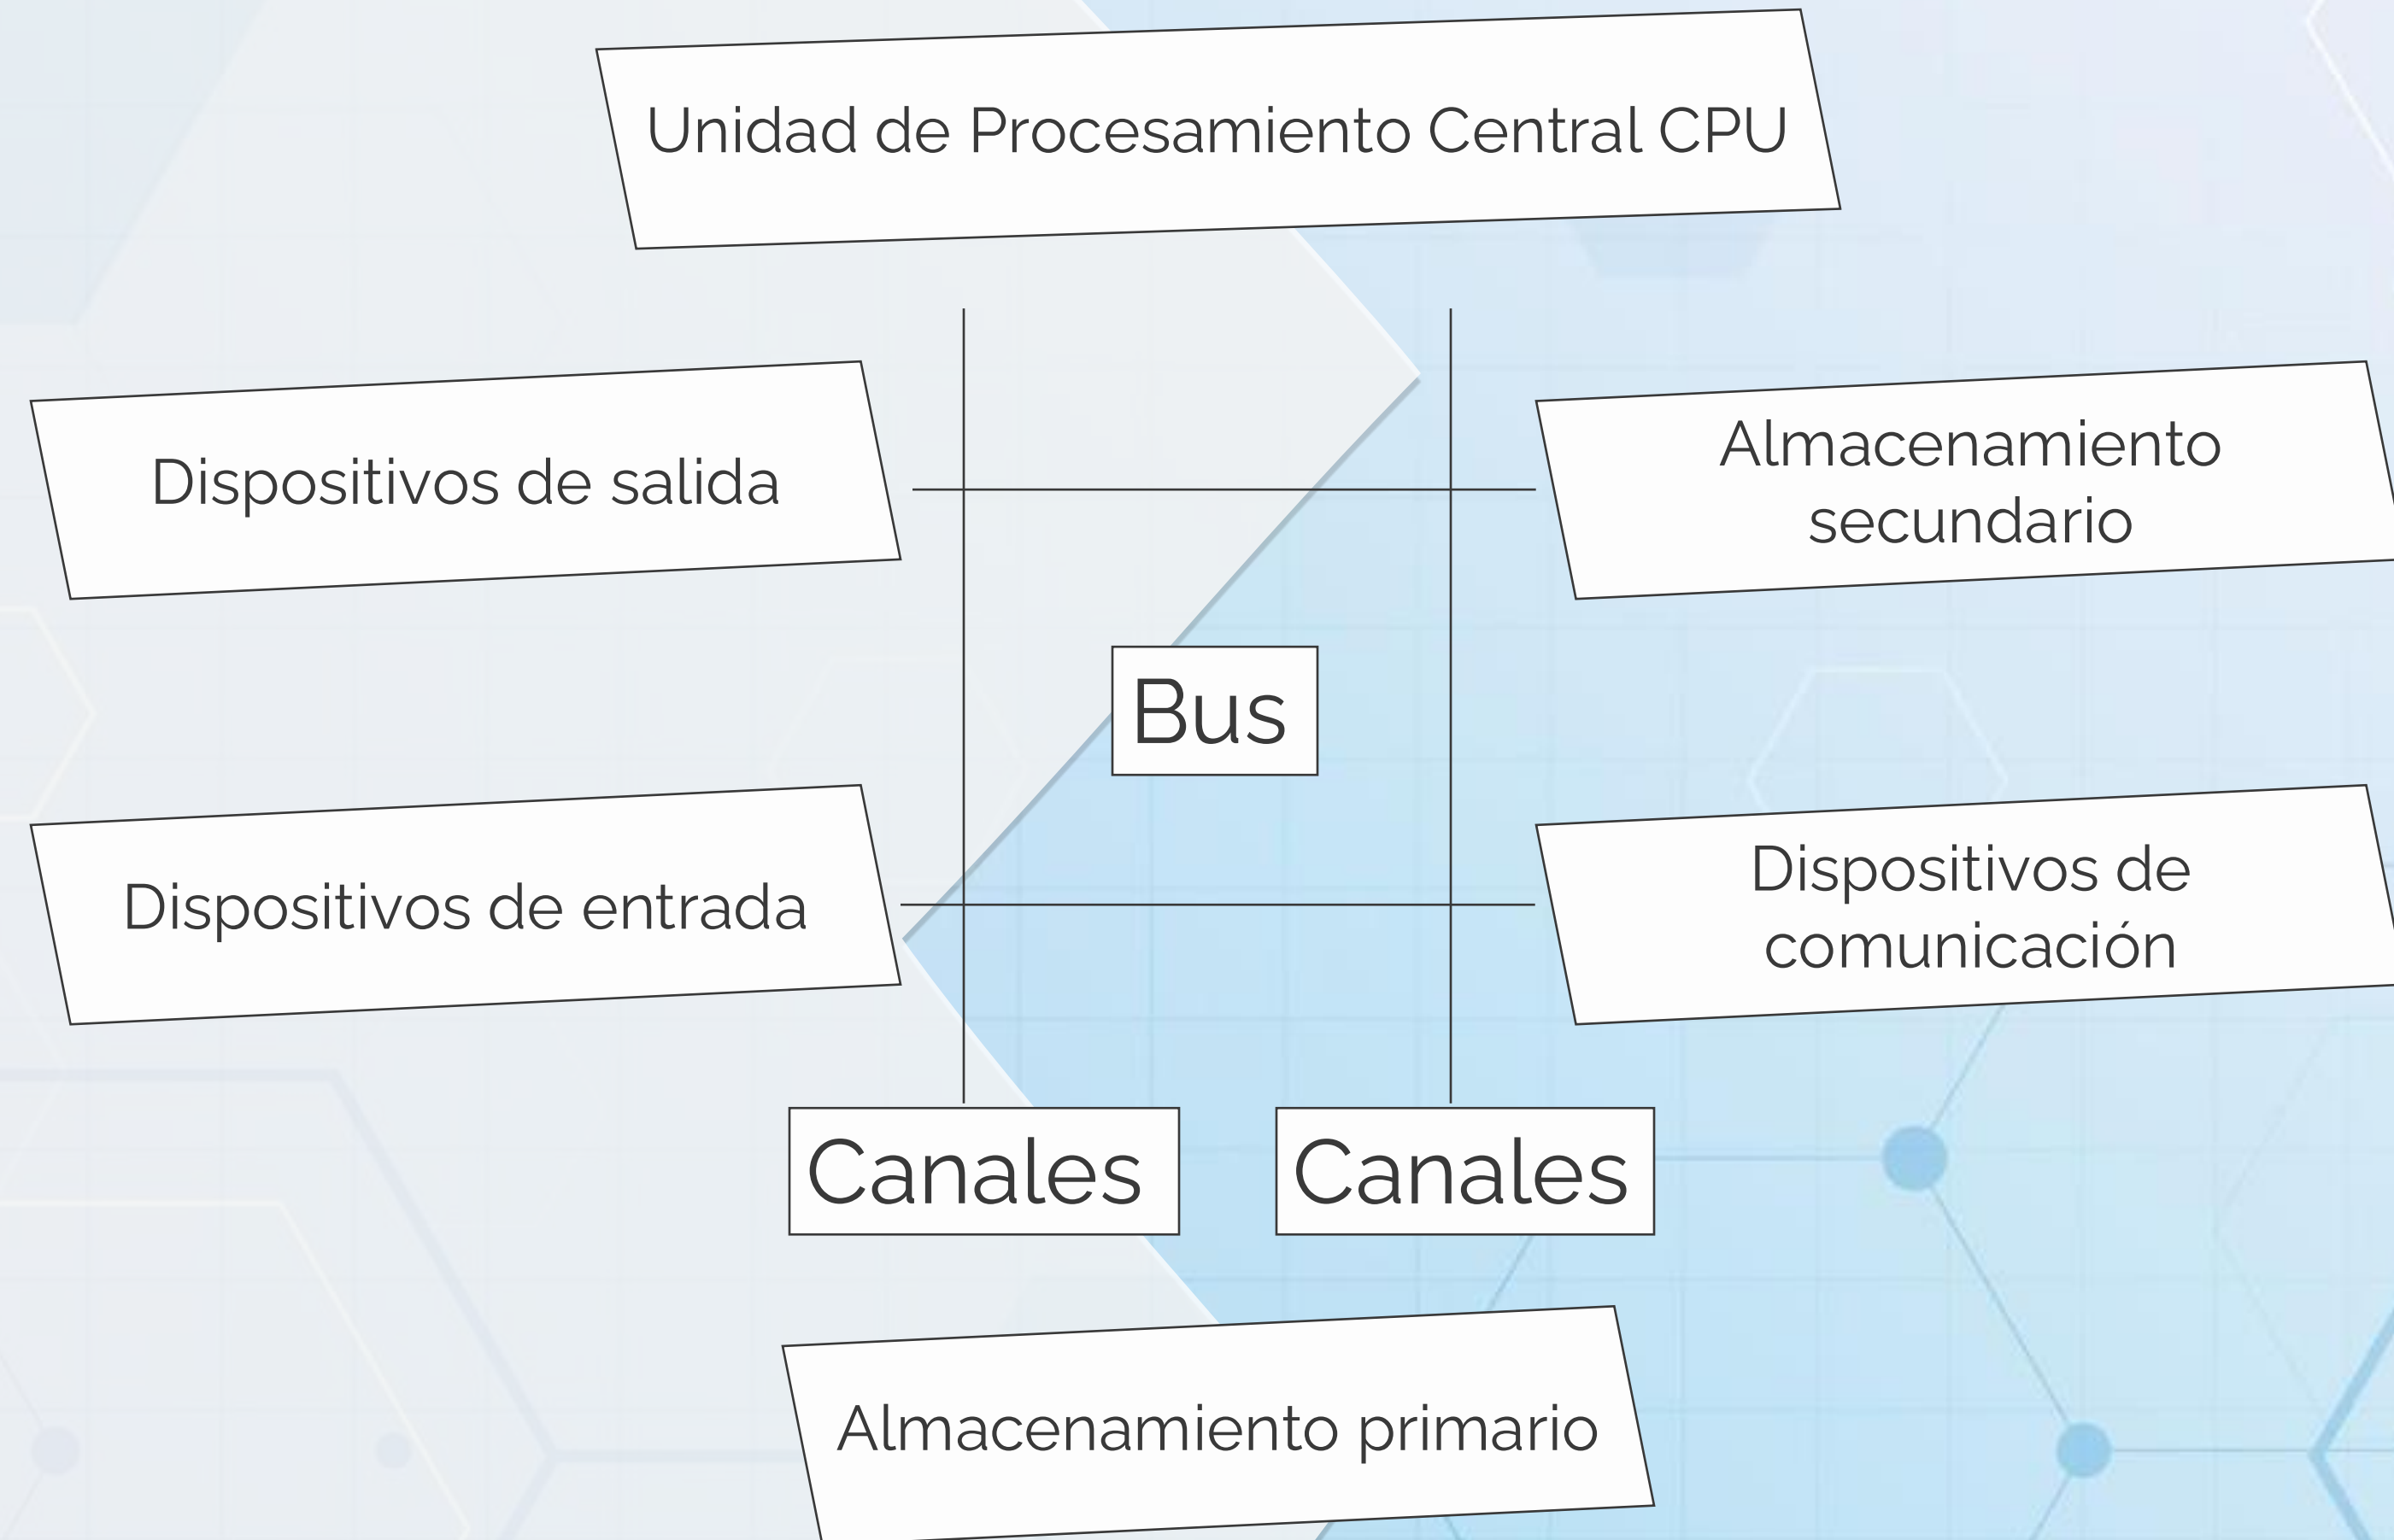 Unidad de Procesamiento Central CPU
Dispositivos de salida
Almacenamiento
secundario
Bus
Dispositivos de entrada
Dispositivos de
comunicación
Canales
Canales
Almacenamiento primario